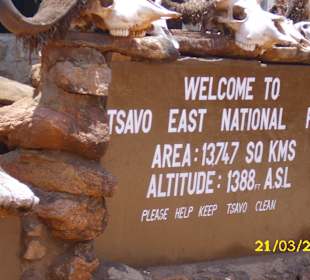 WELCOME TO
TSAVO EAST NATIONAL
AREA : 13747 SQ KMS
ALTITUDE : 1388 FT A.S.L
PLEASE HELP KEEP TSAVO CLEAN
21/03/2